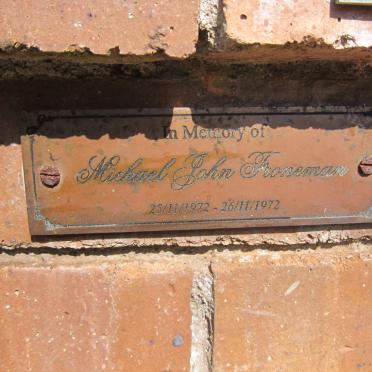 In Memory of
Michael John Froneman
25/11/1972 - 26/11/1972